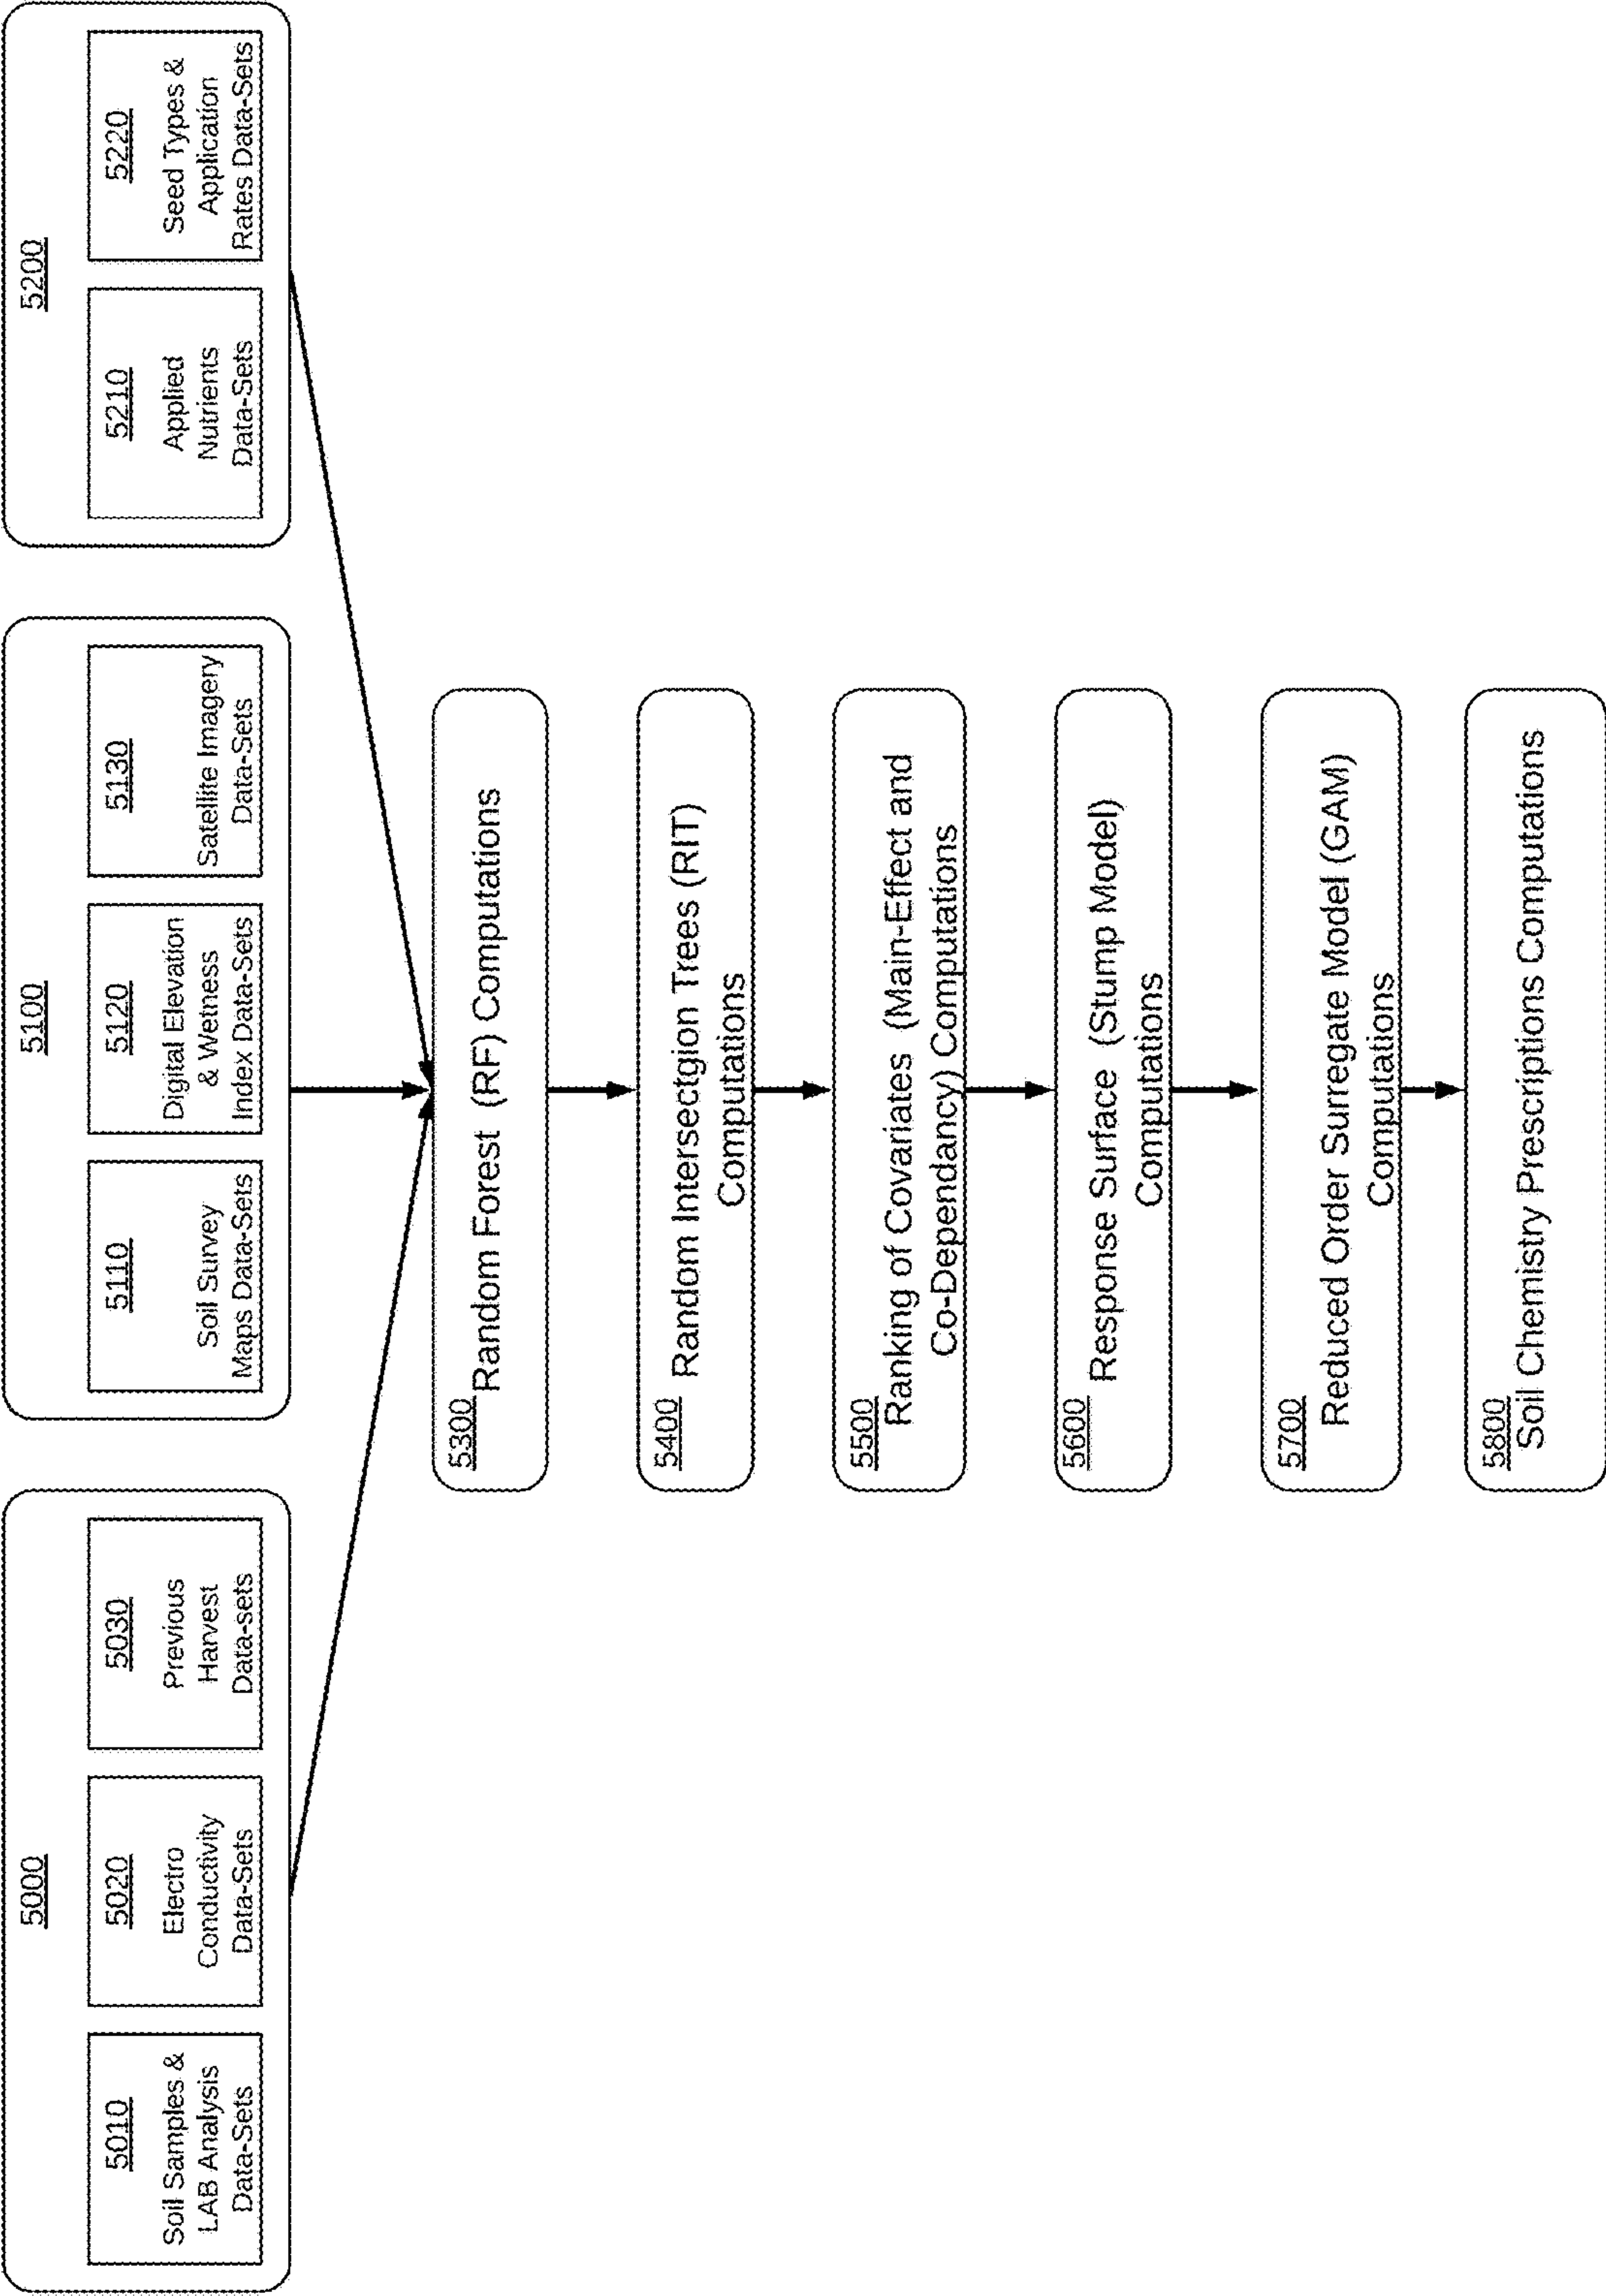 5000
5010
Soil Samples &
LAB Analysis
Data-Sets
5020
Electro
Conductivity
Data-Sets
5030
Previous
Harvest
Data-sets
5100
5110
Soil Survey
Maps Data-Sets
5120
Digital Elevation
& Wetness
Index Data-Sets
5130
Satellite Imagery
Data-Sets
5200
5210
Applied
Nutrients
Data-Sets
5220
Seed Types &
Application
Rates Data-Sets
5300
Random Forest (RF) Computations
5400
Random Intersectgion Trees (RIT)
Computations
5500
Ranking of Covariates (Main-Effect and
Co-Dependancy) Computations
5600
Response Surface (Stump Model)
Computations
5700
Reduced Order Surregate Model (GAM)
Computations
5800
Soil Chemistry Prescriptions Computations